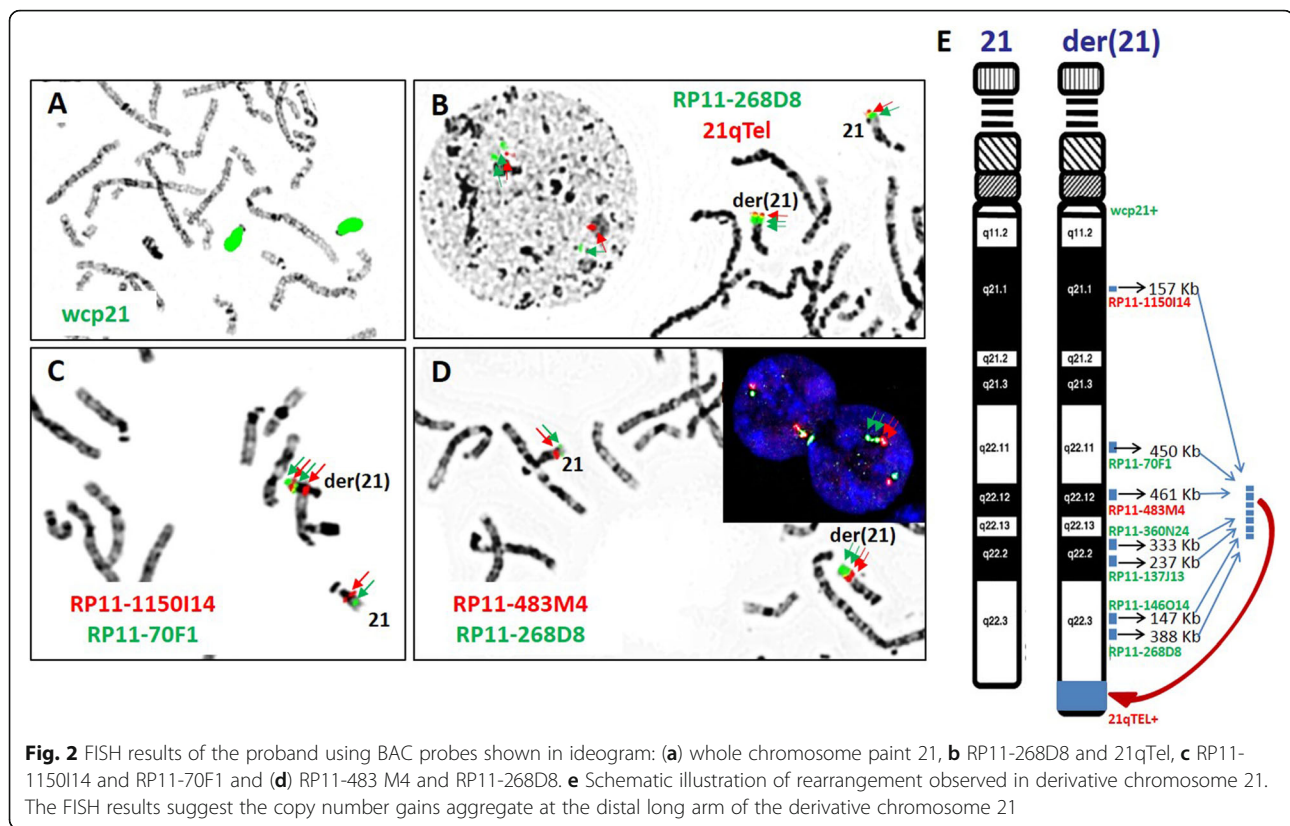 A
wcp21
B
RP11-268D8
21qTel
21
der(21)
C
der(21)
21
RP11-1150I14
RP11-70F1
D
21
der(21)
RP11-483M4
RP11-268D8
E
21 der(21)
q11.2
q21.1
q21.2
q21.3
q22.11
q22.12
q22.13
q22.2
q22.3
q11.2
q21.1
q21.2
q21.3
q22.11
q22.12
q22.13
q22.2
q22.3
wcp21+
157 Kb
RP11-1150I14
450 Kb
RP11-70F1
461 Kb
RP11-483M4
RP11-360N24
333 Kb
237 Kb
RP11-137J13
RP11-146O14
147 Kb
388 Kb
RP11-268D8
21qTEL+
Fig. 2 FISH results of the proband using BAC probes shown in ideogram: (a) whole chromosome paint 21, b RP11-268D8 and 21qTel, c RP11-
1150I14 and RP11-70F1 and (d) RP11-483 M4 and RP11-268D8. e Schematic illustration of rearrangement observed in derivative chromosome 21.
The FISH results suggest the copy number gains aggregate at the distal long arm of the derivative chromosome 21